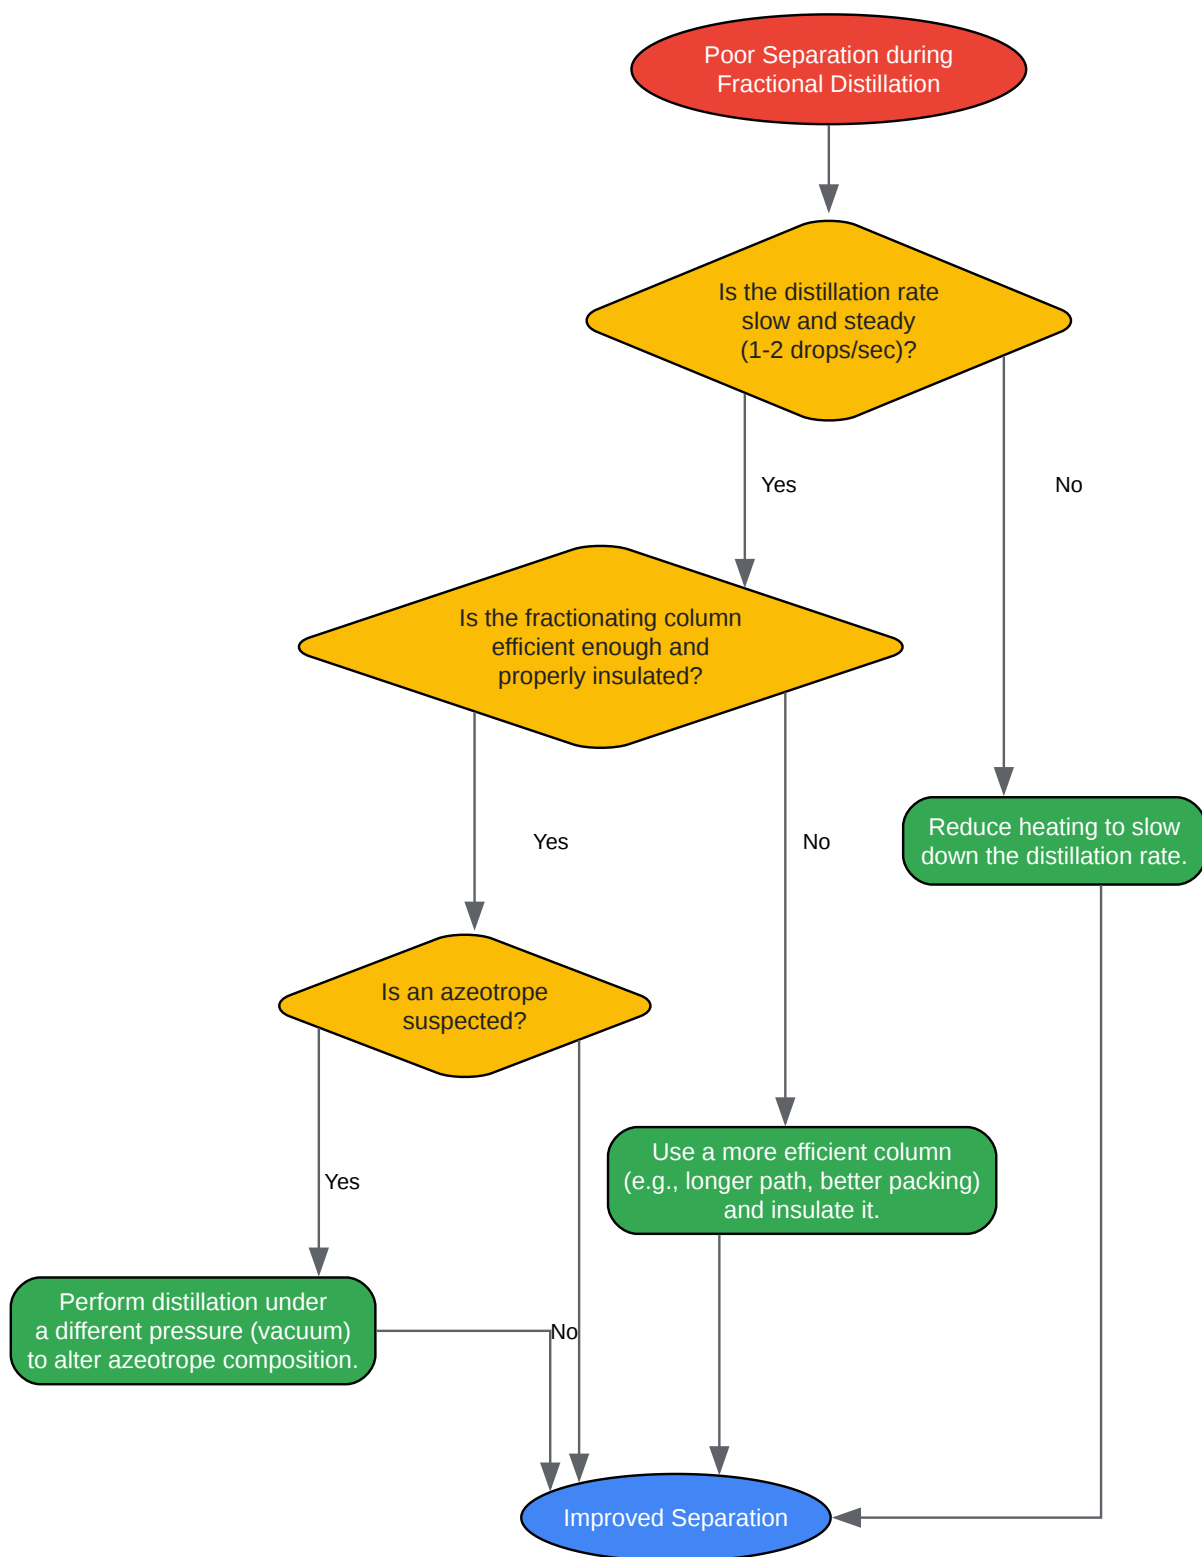 Poor Separation during
Fractional Distillation
Is the distillation rate
slow and steady
(1-2 drops/sec)?
Yes
No
Is the fractionating column
efficient enough and
properly insulated?
Yes
No
Reduce heating to slow
down the distillation rate.
Is an azeotrope
suspected?
Yes
Use a more efficient column
(e.g., longer path, better packing)
and insulate it.
Perform distillation under
a different pressure (vacuum)
to alter azeotrope composition.
No
Improved Separation